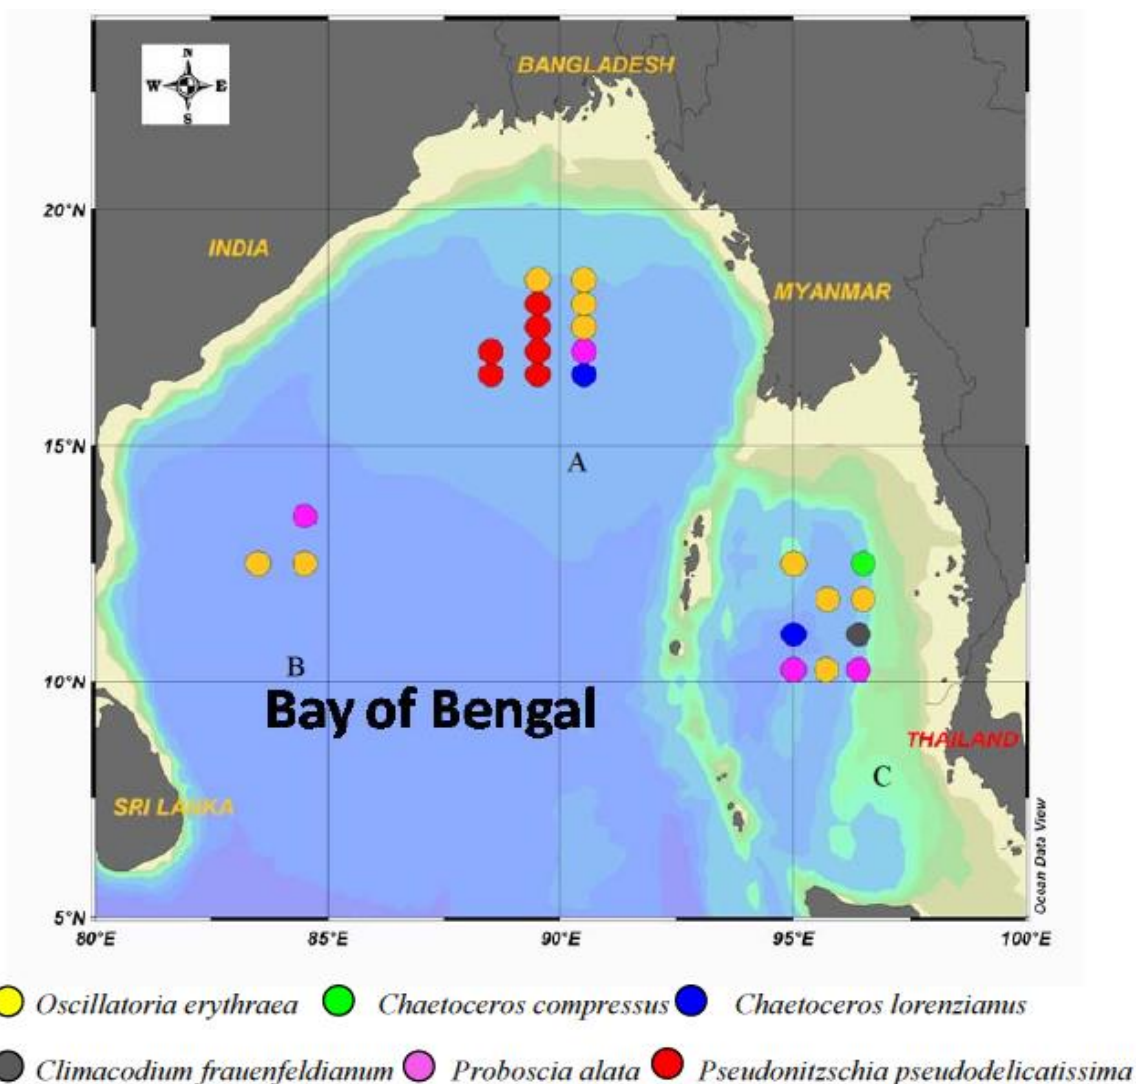 N
W E
S
BANGLADESH
20°N
INDIA
MYANMAR
15°N
A
B
10°N
Bay of Bengal
THAILAND
C
SRI LANKA
Ocean Data View
5°N
80°E 85°E 90°E 95°E 100°E
Oscillatoria erythraea Chaetoceros compressus Chaetoceros lorenzianus
Climacodium frauenfeldianum Proboscia alata Pseudonitzschia pseudodelicatissima